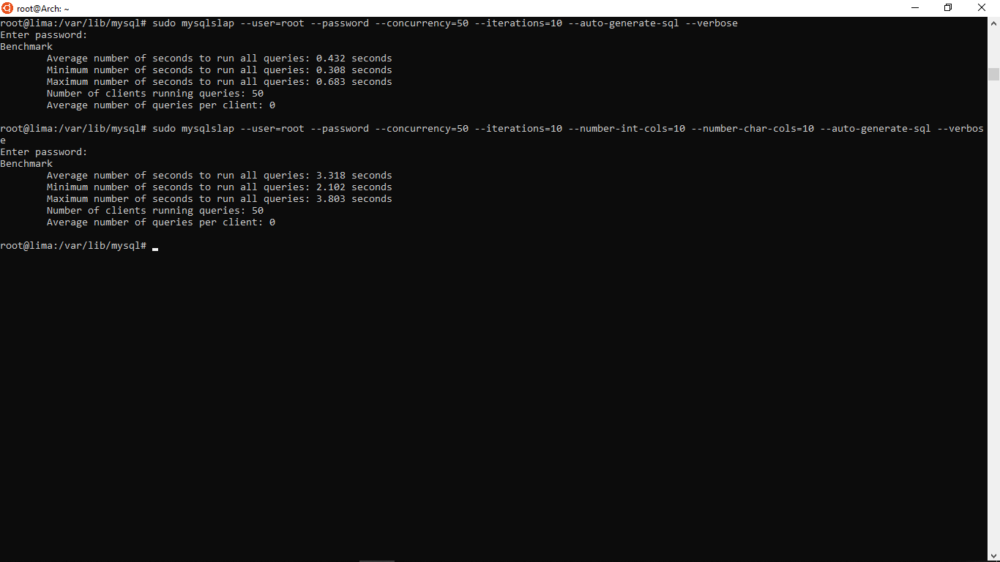 root@Arch: ~
root@lima:/var/lib/mysql# sudo mysqlslap --user=root --password --concurrency=50 --iterations=10 --auto-generate-sql --verbose
Enter password:
Benchmark
        Average number of seconds to run all queries: 0.432 seconds
        Minimum number of seconds to run all queries: 0.308 seconds
        Maximum number of seconds to run all queries: 0.683 seconds
        Number of clients running queries: 50
        Average number of queries per client: 0
root@lima:/var/lib/mysql# sudo mysqlslap --user=root --password --concurrency=50 --iterations=10 --number-int-cols=10 --number-char-cols=10 --auto-generate-sql --verbos
e
Enter password:
Benchmark
        Average number of seconds to run all queries: 3.318 seconds
        Minimum number of seconds to run all queries: 2.102 seconds
        Maximum number of seconds to run all queries: 3.803 seconds
        Number of clients running queries: 50
        Average number of queries per client: 0
root@lima:/var/lib/mysql#